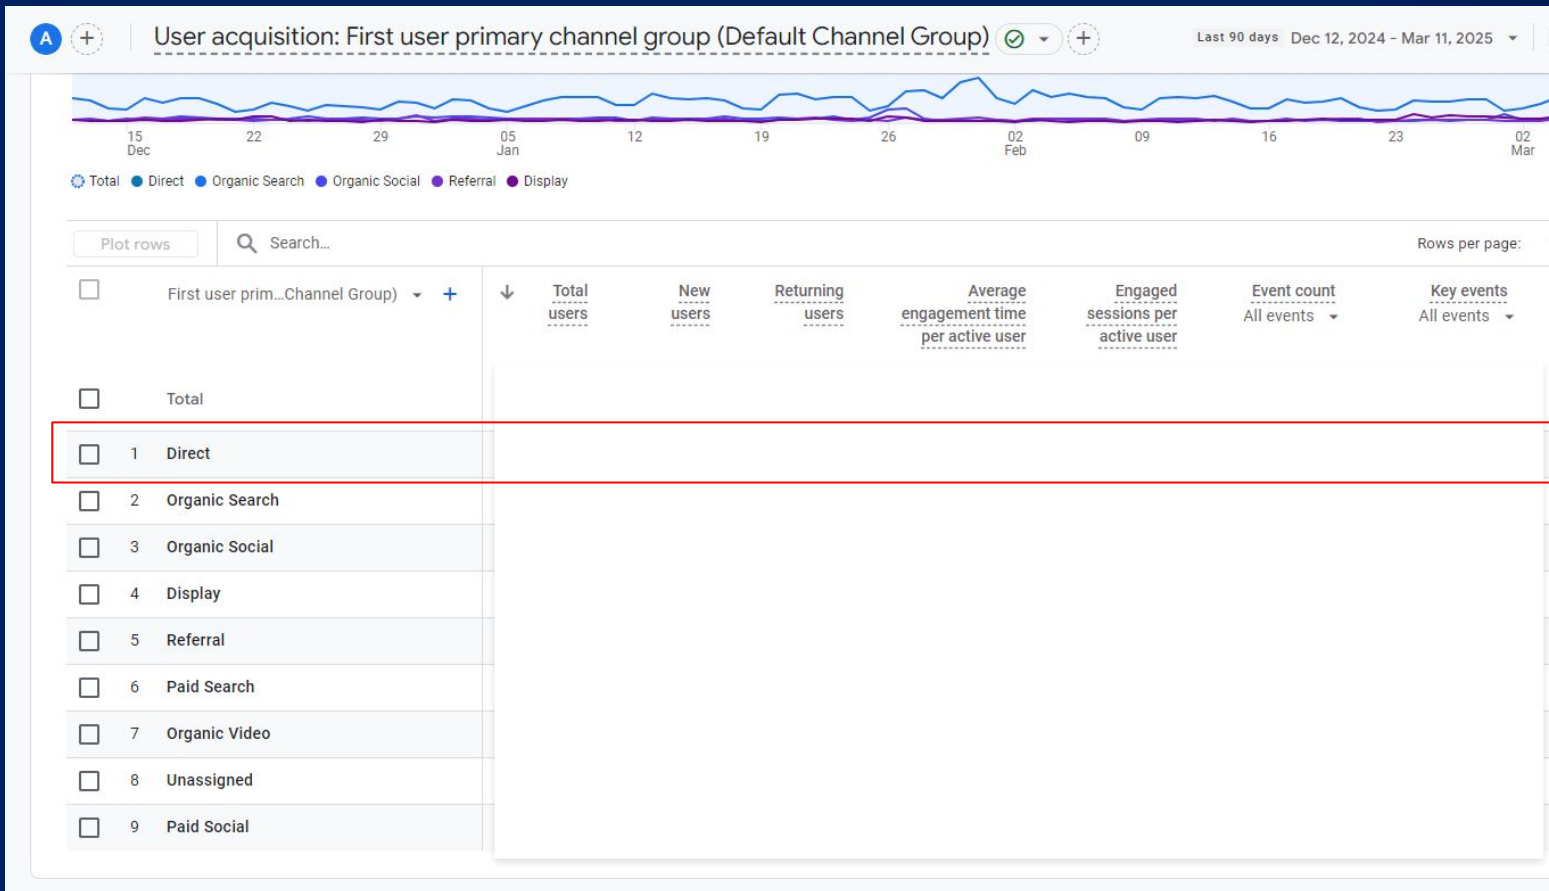 A
User acquisition: First user primary channel group (Default Channel Group)
Last 90 days Dec 12, 2024 - Mar 11, 2025
15 22 29 05 12 19 26 02 09 16 23 02
Dec Jan Feb Mar
Total Direct Organic Search Organic Social Referral Display
Plot rows Search... Rows per page:
First user prim...Channel Group) Total New Returning Average Engaged Event count Key events
users users users engagement time sessions per All events All events
per active user active user
Total
1 Direct
2 Organic Search
3 Organic Social
4 Display
5 Referral
6 Paid Search
7 Organic Video
8 Unassigned
9 Paid Social